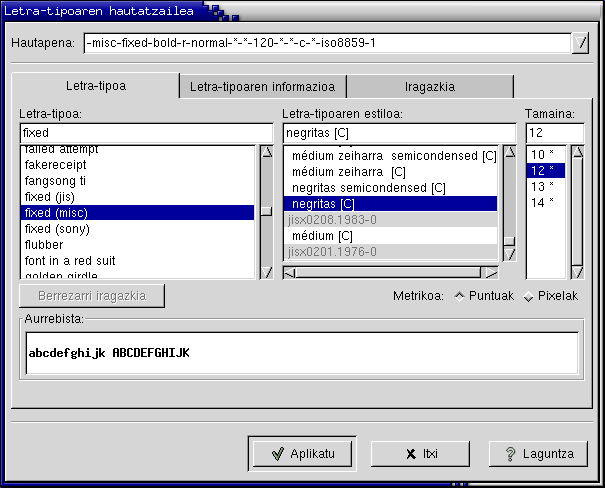 Letra-tipoaren hautatzailea
Hautapena: -misc-fixed-bold-r-normal-*-*-120-*-*-c-*-iso8859-1
Letra-tipoa Letra-tipoaren informazioa Iragazkia
Letra-tipoa: Letra-tipoaren estiloa: Tamaina:
fixed negritas [C] 12
failed attempt
fakereceipt
fangsong ti
fixed (jis)
fixed (misc)
fixed (sony)
flubber
font in a red suit
golden girdle
médium zeiharra semicondensed [C]
médium zeiharra [C]
negritas semicondensed [C]
negritas [C]
jisx0208.1983-0
médium [C]
jisx0201.1976-0
10 *
12 *
13 *
14 *
Berrezarri iragazkia Metrikoa: Puntuak Pixelak
Aurrebista:
abcdefghijk ABCDEFGHIJK
Aplikatu Itxi Laguntza